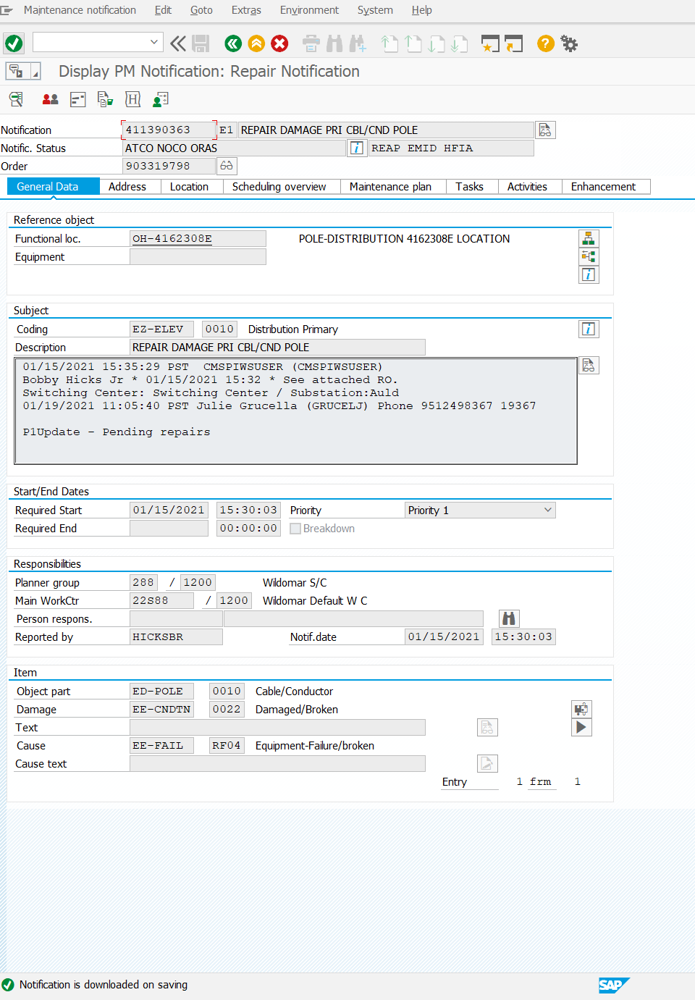 Maintenance notification Edit Goto Extras Environment System Help
Display PM Notification: Repair Notification
Notification 411390363 E1 REPAIR DAMAGE PRI CBL/CND POLE
Notific. Status ATCO NOCO ORAS REAP EMID HFIA
Order 903319798
General Data Address Location Scheduling overview Maintenance plan Tasks Activities Enhancement
Reference object
Functional loc. OH-4162308E POLE-DISTRIBUTION 4162308E LOCATION
Equipment
Subject
Coding EZ-ELEV 0010 Distribution Primary
Description REPAIR DAMAGE PRI CBL/CND POLE
01/15/2021 15:35:29 PST CMSPIWSUSER (CMSPIWSUSER)
Bobby Hicks Jr * 01/15/2021 15:32 * See attached RO.
Switching Center: Switching Center / Substation:Auld
01/19/2021 11:05:40 PST Julie Grucella (GRUCELJ) Phone 9512498367 19367
P1Update - Pending repairs
Start/End Dates
Required Start 01/15/2021 15:30:03 Priority Priority 1
Required End 00:00:00 Breakdown
Responsibilities
Planner group 288 / 1200 Wildomar S/C
Main WorkCtr 22S88 / 1200 Wildomar Default W C
Person respons.
Reported by HICKSBR Notif.date 01/15/2021 15:30:03
Item
Object part ED-POLE 0010 Cable/Conductor
Damage EE-CNDTN 0022 Damaged/Broken
Text
Cause EE-FAIL RF04 Equipment-Failure/broken
Cause text
Entry 1 frm 1
Notification is downloaded on saving
SAP